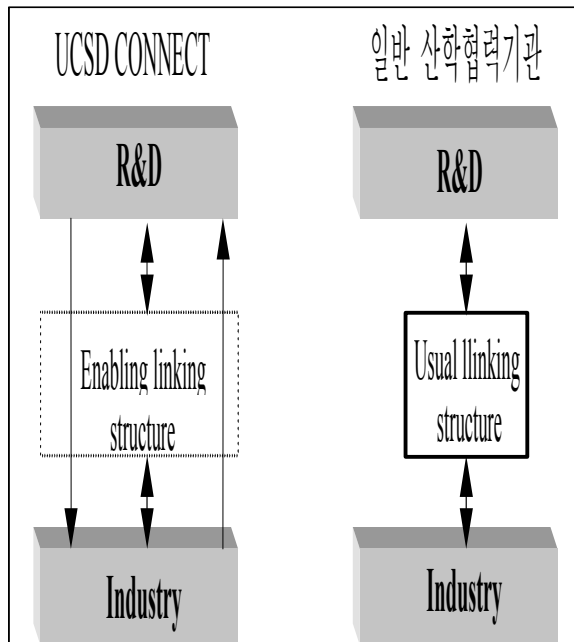 UCSD CONNECT
R&D
Enabling linking
structure
Industry
일반 산학협력기관
R&D
Usual llinking
structure
Industry